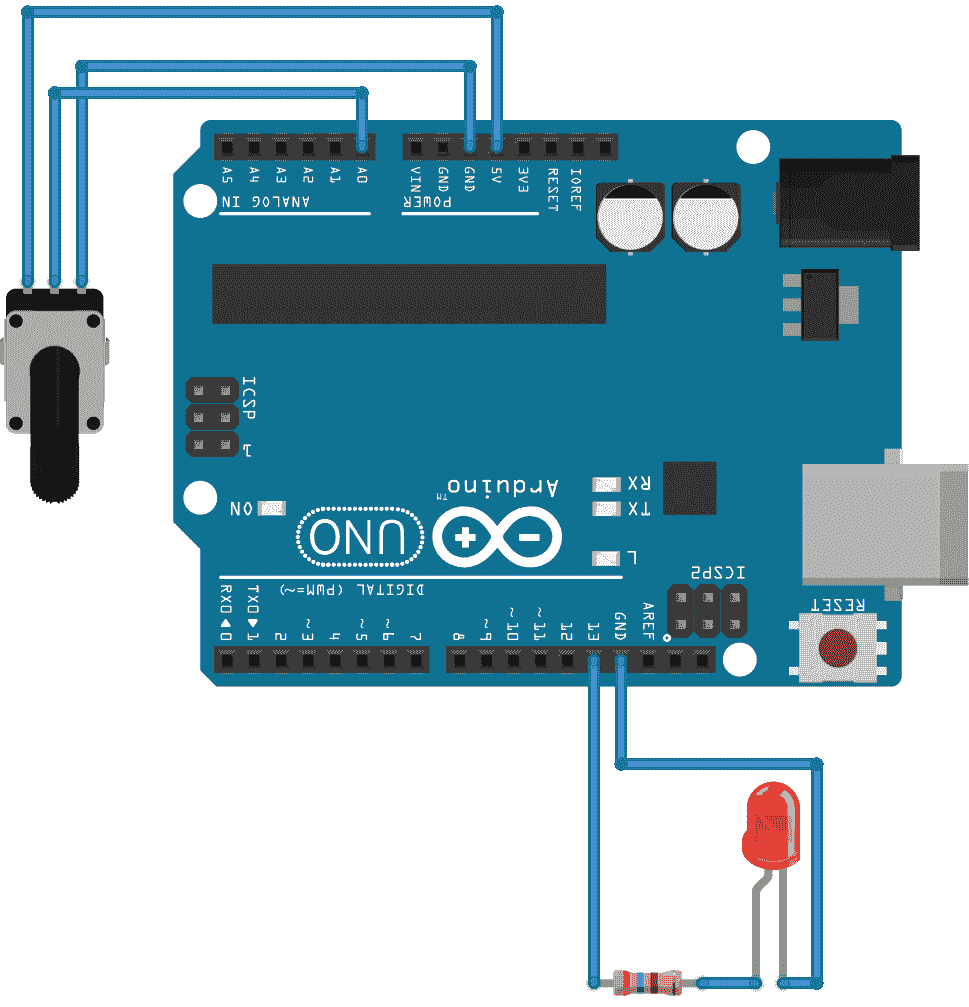 A5
A4
A3
A2
A1
A0
VIN
GND
GND
5V
3V3
RESET
IOREF
ANALOG IN
POWER
ICSP
1
ON
UNO
Arduino™
RX
TX
L
ICSP2
DIGITAL (PWM=~)
RESET
RX0◀0
TX0▶1
2
~3
4
~5
~6
7
8
~9
~10
~11
12
13
GND
AREF